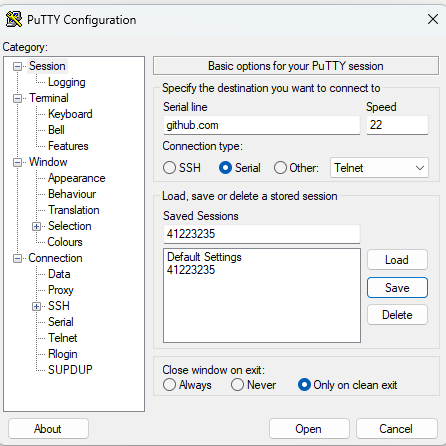 PuTTY Configuration
Category:
Session
Logging
Terminal
Keyboard
Bell
Features
Window
Appearance
Behaviour
Translation
Selection
Colours
Connection
Data
Proxy
SSH
Serial
Telnet
Rlogin
SUPDUP
Basic options for your PuTTY session
Specify the destination you want to connect to
Serial line Speed
github.com 22
Connection type:
SSH Serial Other: Telnet
Load, save or delete a stored session
Saved Sessions
41223235
Default Settings
41223235
Load
Save
Delete
Close window on exit:
Always Never Only on clean exit
About Open Cancel